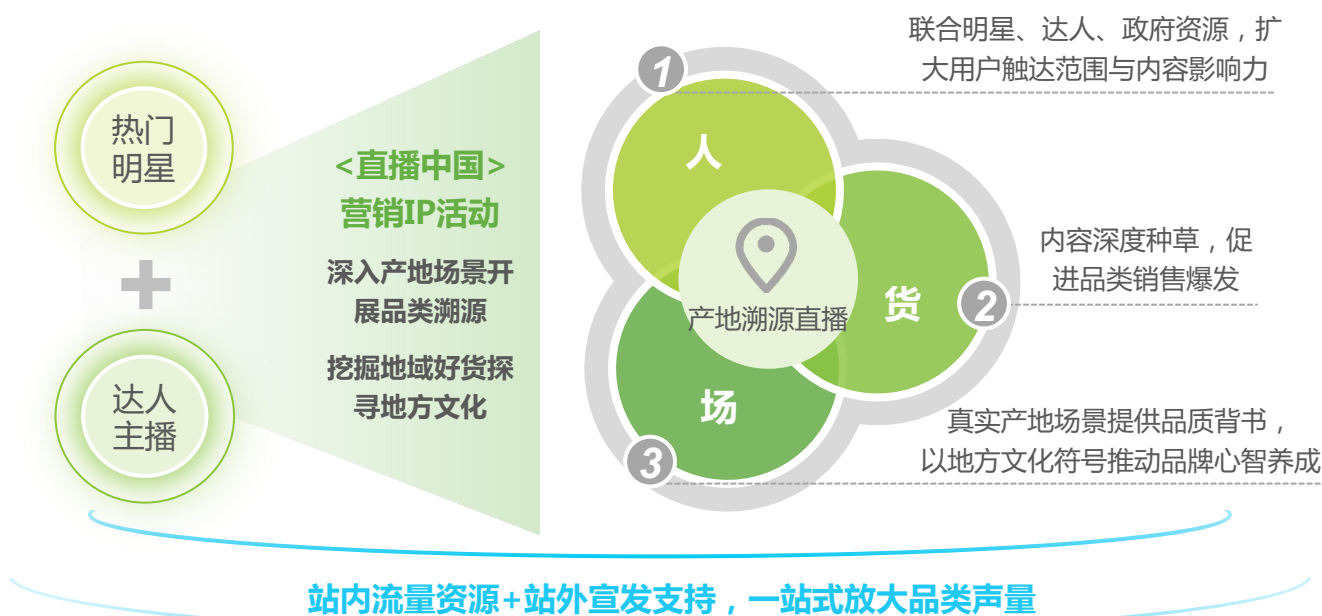 热门
明星
达人
主播
<直播中国>
营销IP活动
深入产地场景开
展品类溯源
挖掘地域好货探
寻地方文化
人
货
场
产地溯源直播
1
联合明星、达人、政府资源，扩
大用户触达范围与内容影响力
2
内容深度种草，促
进品类销售爆发
3
真实产地场景提供品质背书，
以地方文化符号推动品牌心智养成
站内流量资源+站外宣发支持，一站式放大品类声量